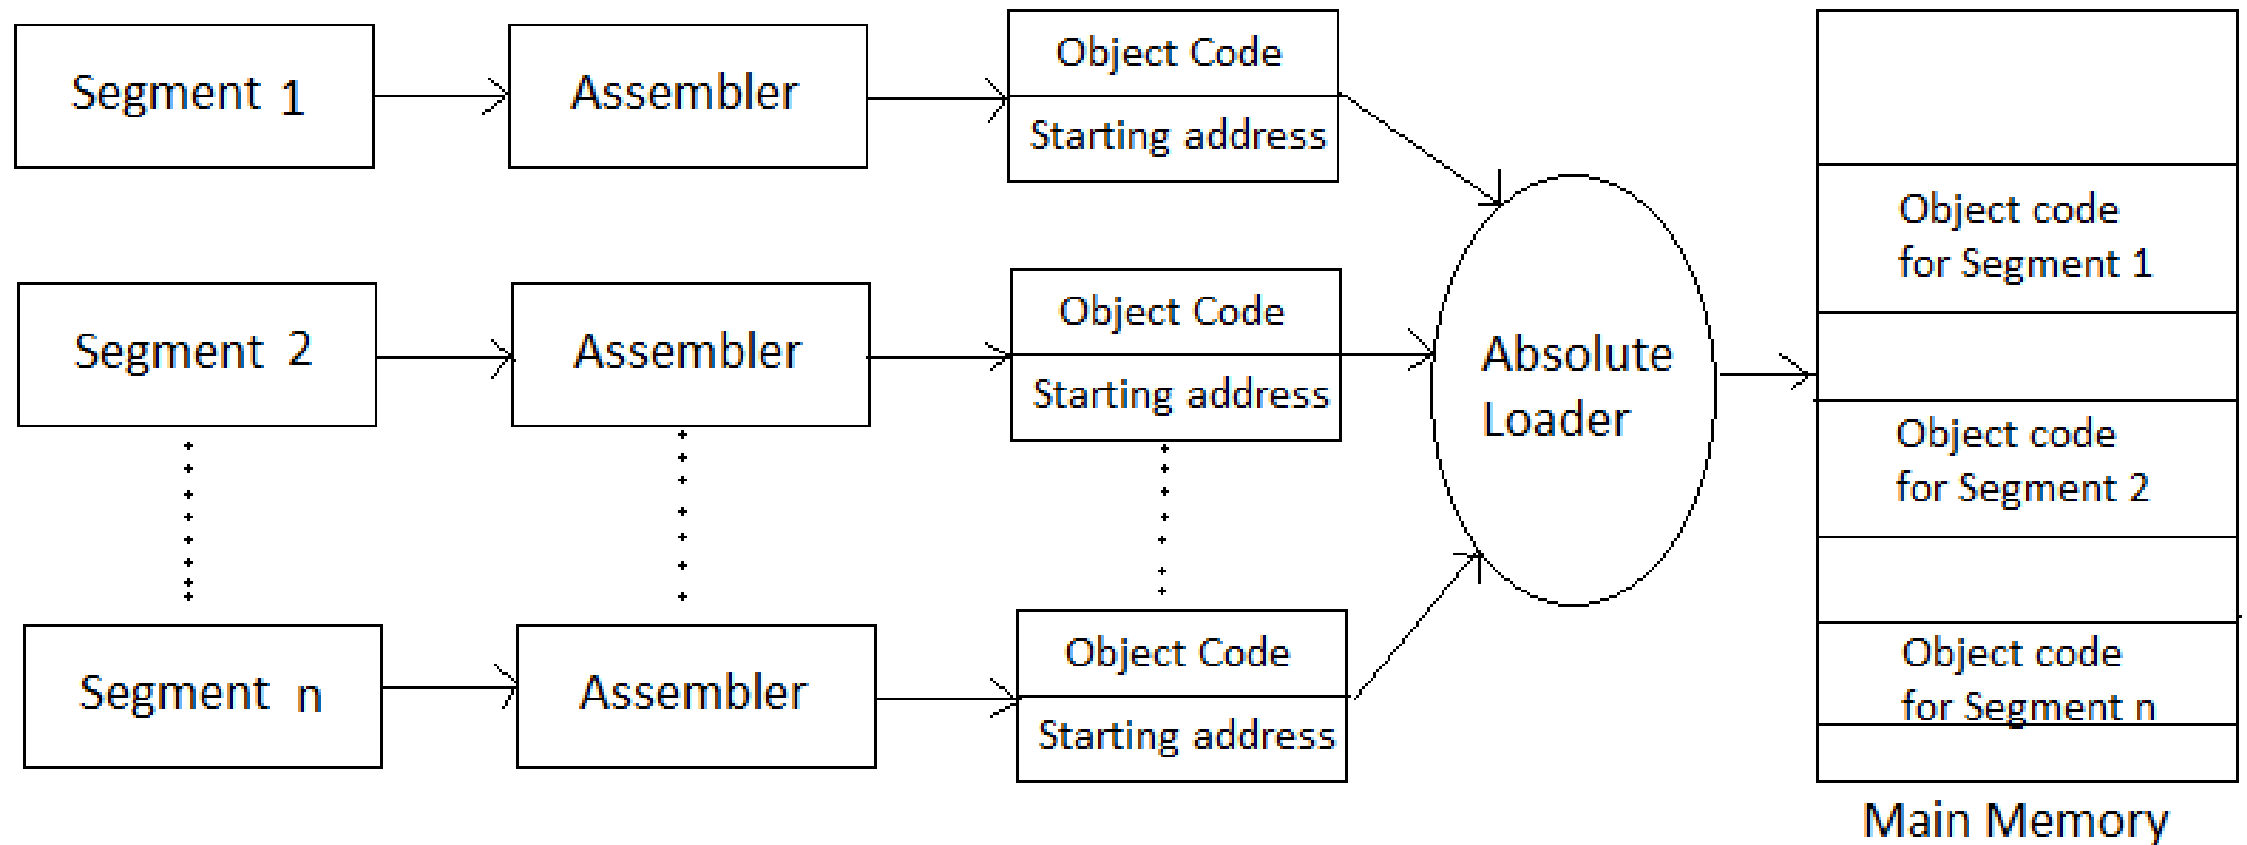 Segment 1
Assembler
Object Code
Starting address
Segment 2
Assembler
Object Code
Starting address
Segment n
Assembler
Object Code
Starting address
Absolute
Loader
Object code
for Segment 1
Object code
for Segment 2
Object code
for Segment n
Main Memory